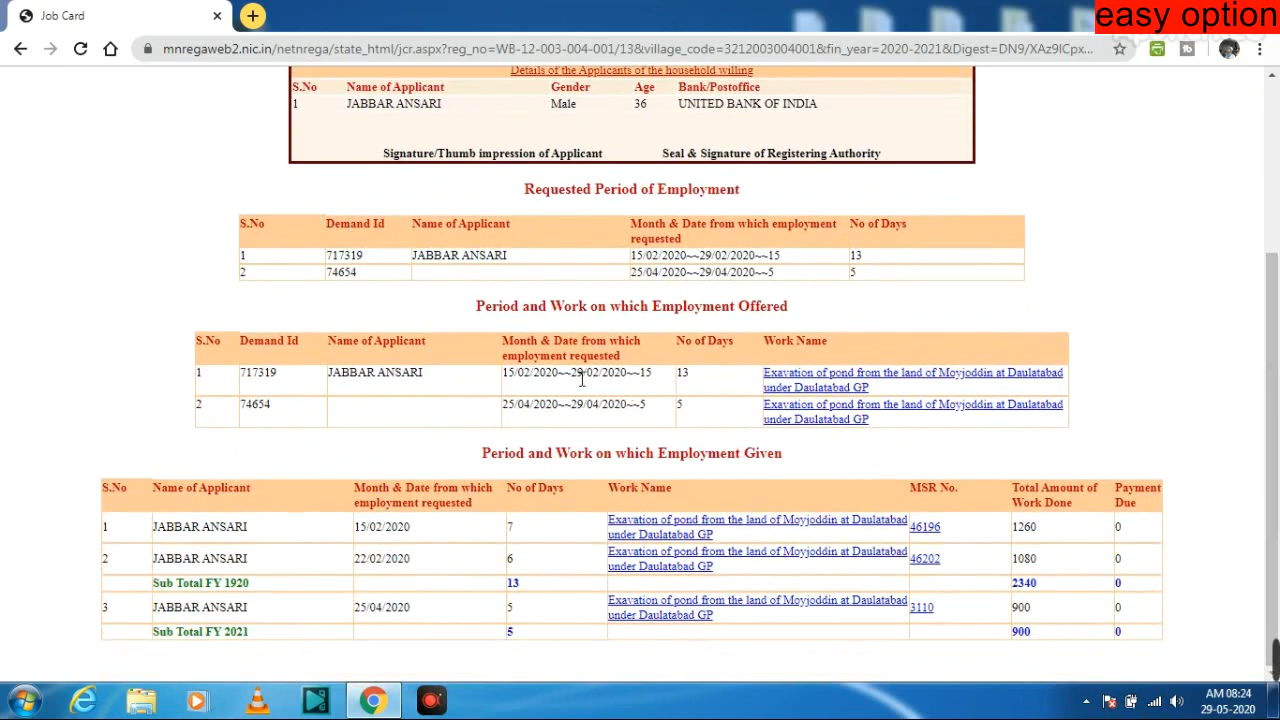 Job Card
easy option
mnregaweb2.nic.in/netnrega/state_html/jcr.aspx?reg_no=WB-12-003-004-001/13&village_code=3212003004001&fin_year=2020-2021&Digest=DN9/XAz9ICpx...
Details of the Applicants of the household willing
S.No Name of Applicant Gender Age Bank/Postoffice
1 JABBAR ANSARI Male 36 UNITED BANK OF INDIA
Signature/Thumb impression of Applicant Seal & Signature of Registering Authority
Requested Period of Employment
S.No Demand Id Name of Applicant Month & Date from which employment requested No of Days
1 717319 JABBAR ANSARI 15/02/2020~~29/02/2020~~15 13
2 74654 25/04/2020~~29/04/2020~~5 5
Period and Work on which Employment Offered
S.No Demand Id Name of Applicant Month & Date from which employment requested No of Days Work Name
1 717319 JABBAR ANSARI 15/02/2020~~29/02/2020~~15 13 Exavation of pond from the land of Moyjoddin at Daulatabad
under Daulatabad GP
2 74654 25/04/2020~~29/04/2020~~5 5 Exavation of pond from the land of Moyjoddin at Daulatabad
under Daulatabad GP
Period and Work on which Employment Given
S.No Name of Applicant Month & Date from which employment requested No of Days Work Name MSR No. Total Amount of Work Done Payment Due
1 JABBAR ANSARI 15/02/2020 7 Exavation of pond from the land of Moyjoddin at Daulatabad
under Daulatabad GP 46196 1260 0
2 JABBAR ANSARI 22/02/2020 6 Exavation of pond from the land of Moyjoddin at Daulatabad
under Daulatabad GP 46202 1080 0
Sub Total FY 1920 13 2340 0
3 JABBAR ANSARI 25/04/2020 5 Exavation of pond from the land of Moyjoddin at Daulatabad
under Daulatabad GP 3110 900 0
Sub Total FY 2021 5 900 0
AM 08:24
29-05-2020